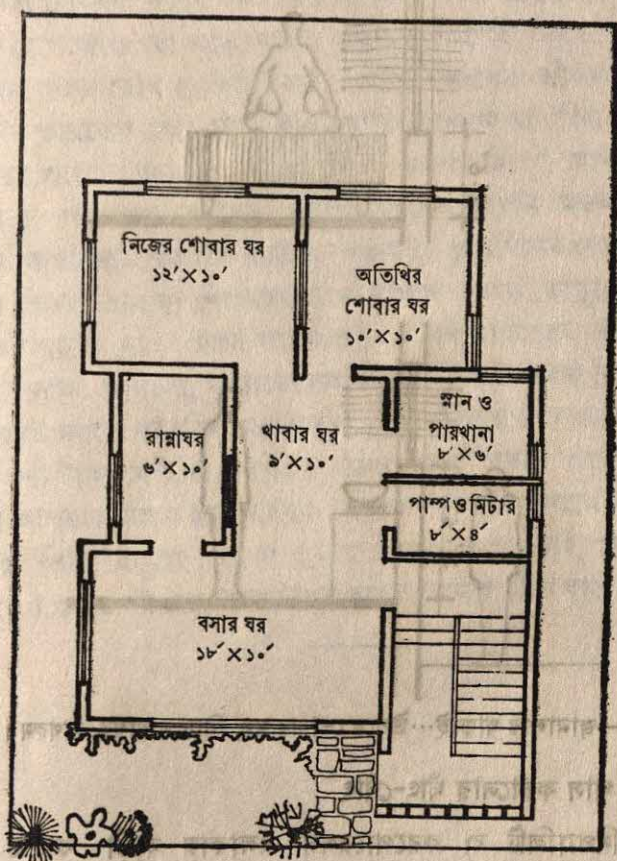 নিজের শোবার ঘর
১২´×১০´
অতিথির
শোবার ঘর
১০´×১০´
স্নান ও
পায়খানা
৮´×৬´
রান্নাঘর
৬´×১০´
খাবার ঘর
৯´×১০´
পাম্প ও মিটার
৮´×৪´
বসার ঘর
১৮´×১০´